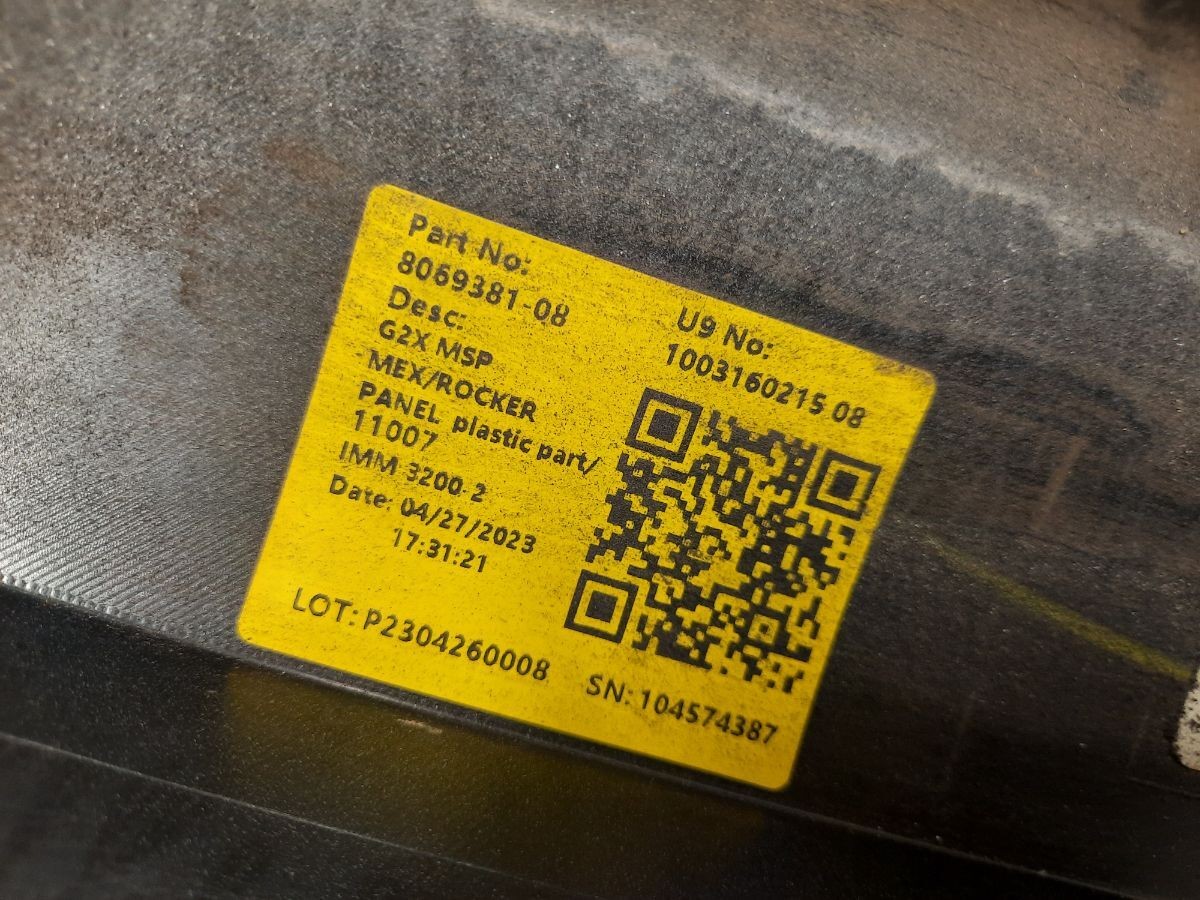 Part No:
8069381-08
Desc:
G2X MSP
MEX/ROCKER
PANEL plastic part/
11007
IMM 3200-2
Date: 04/27/2023
17:31:21
U9 No:
1003160215 08
LOT: P2304260008
SN: 104574387